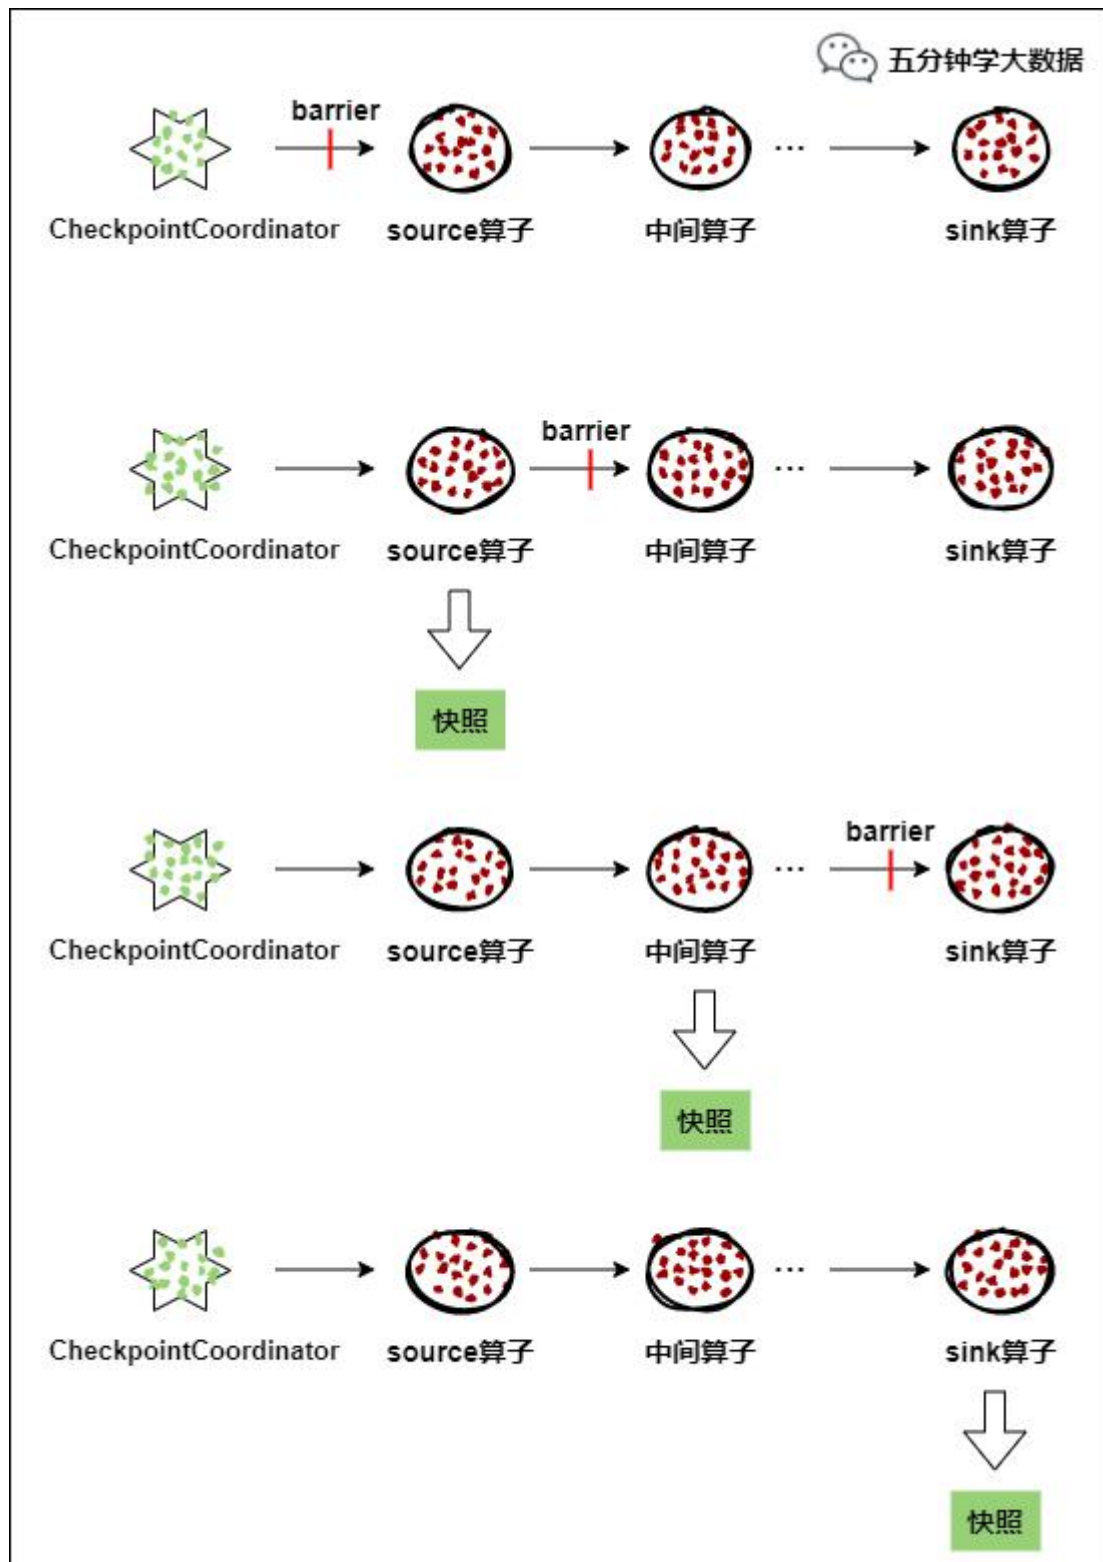 五分钟学大数据
barrier
CheckpointCoordinator source算子 中间算子 ... sink算子
barrier
CheckpointCoordinator source算子 中间算子 ... sink算子
快照
barrier
CheckpointCoordinator source算子 中间算子 ... sink算子
快照
CheckpointCoordinator source算子 中间算子 ... sink算子
快照